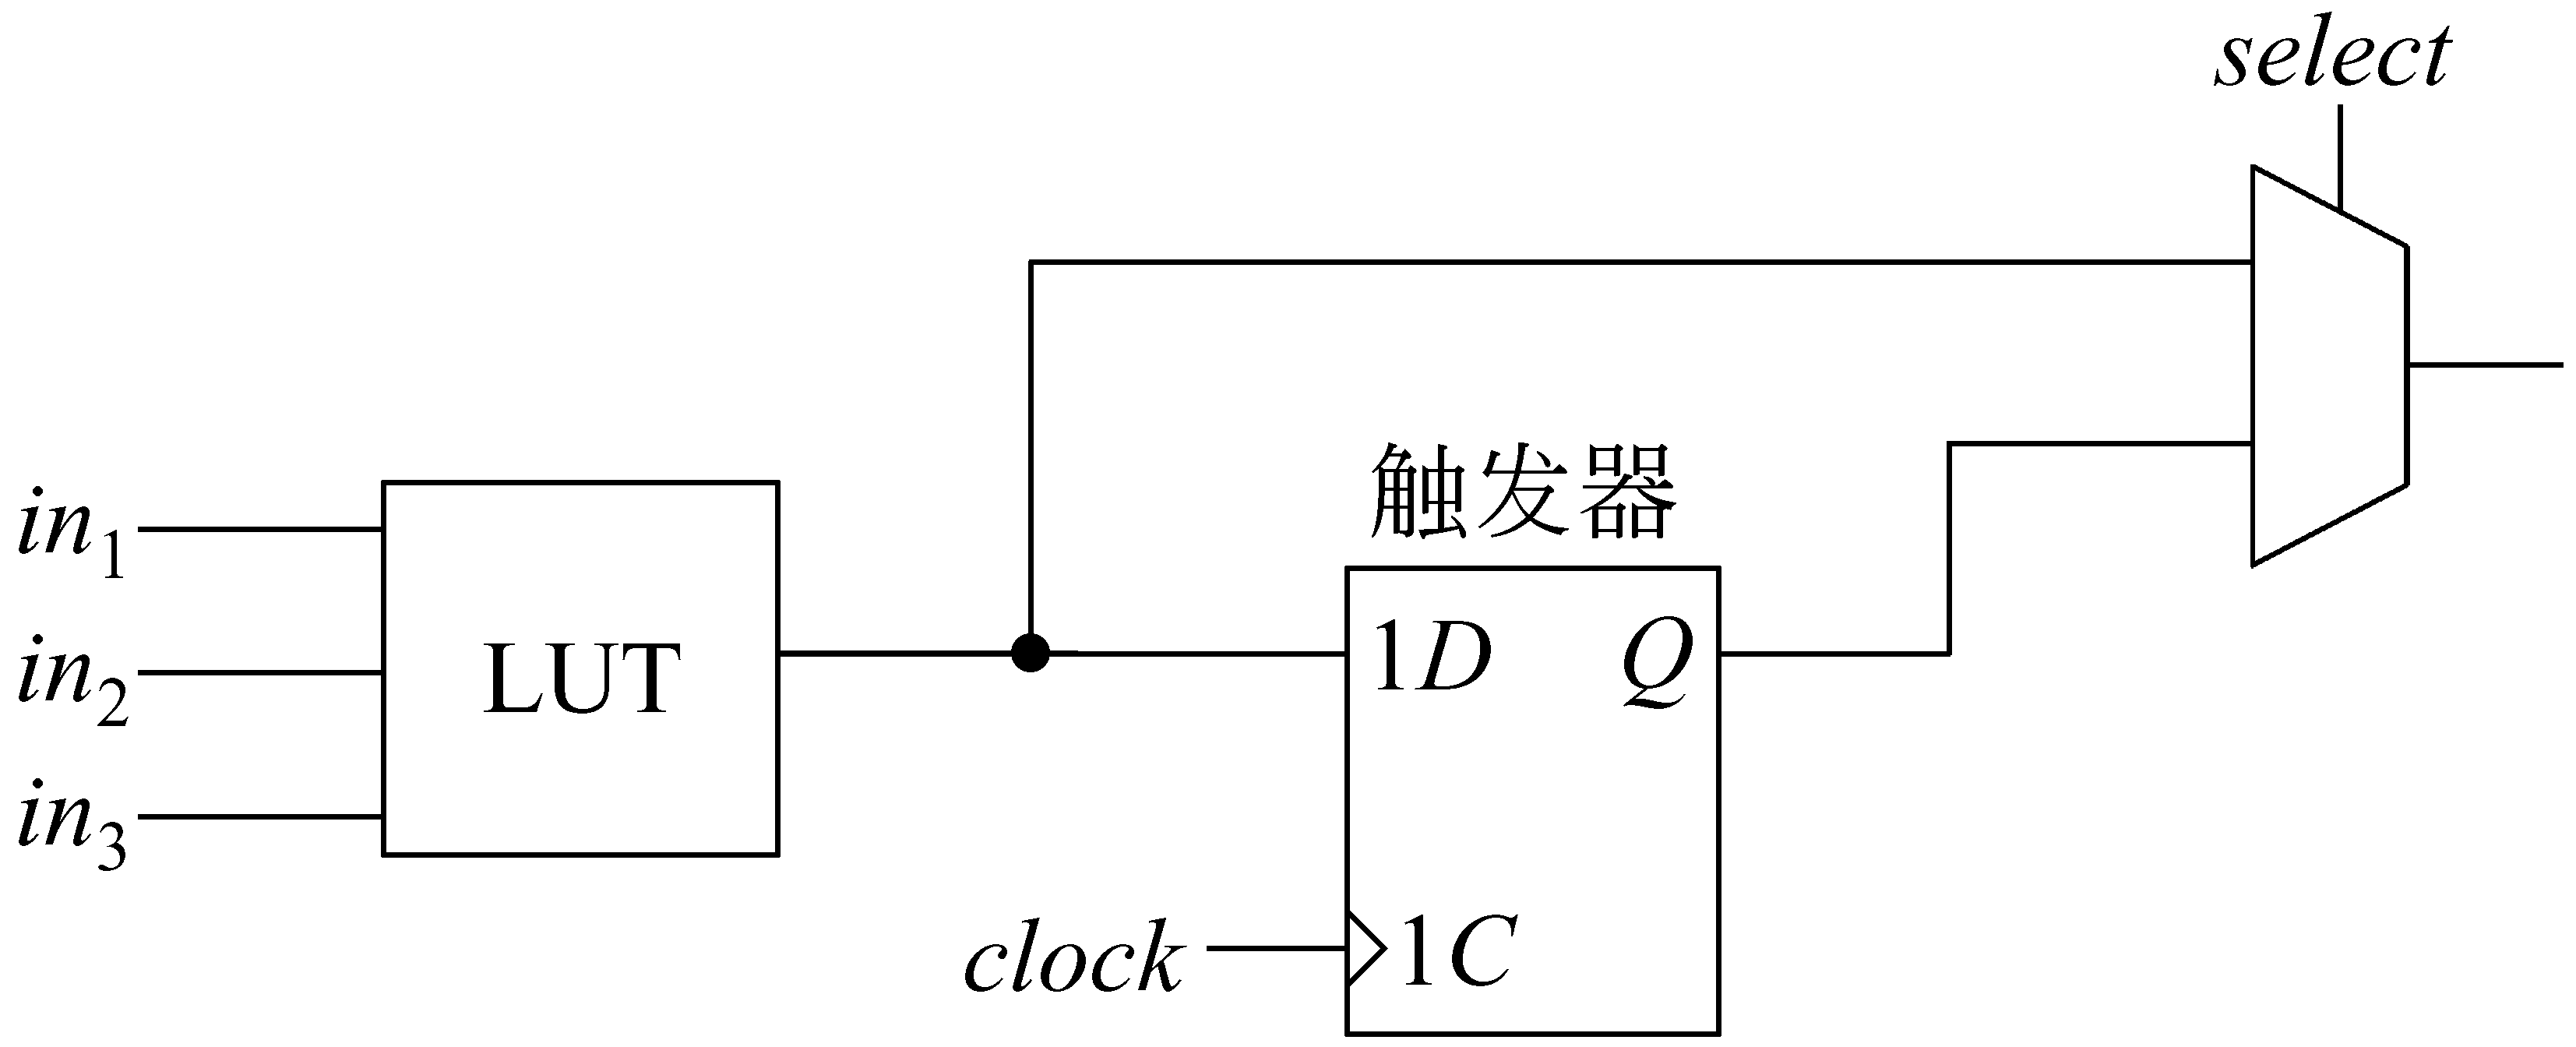 select
触发器
in1
LUT
1D Q
in2
in3
clock
1C